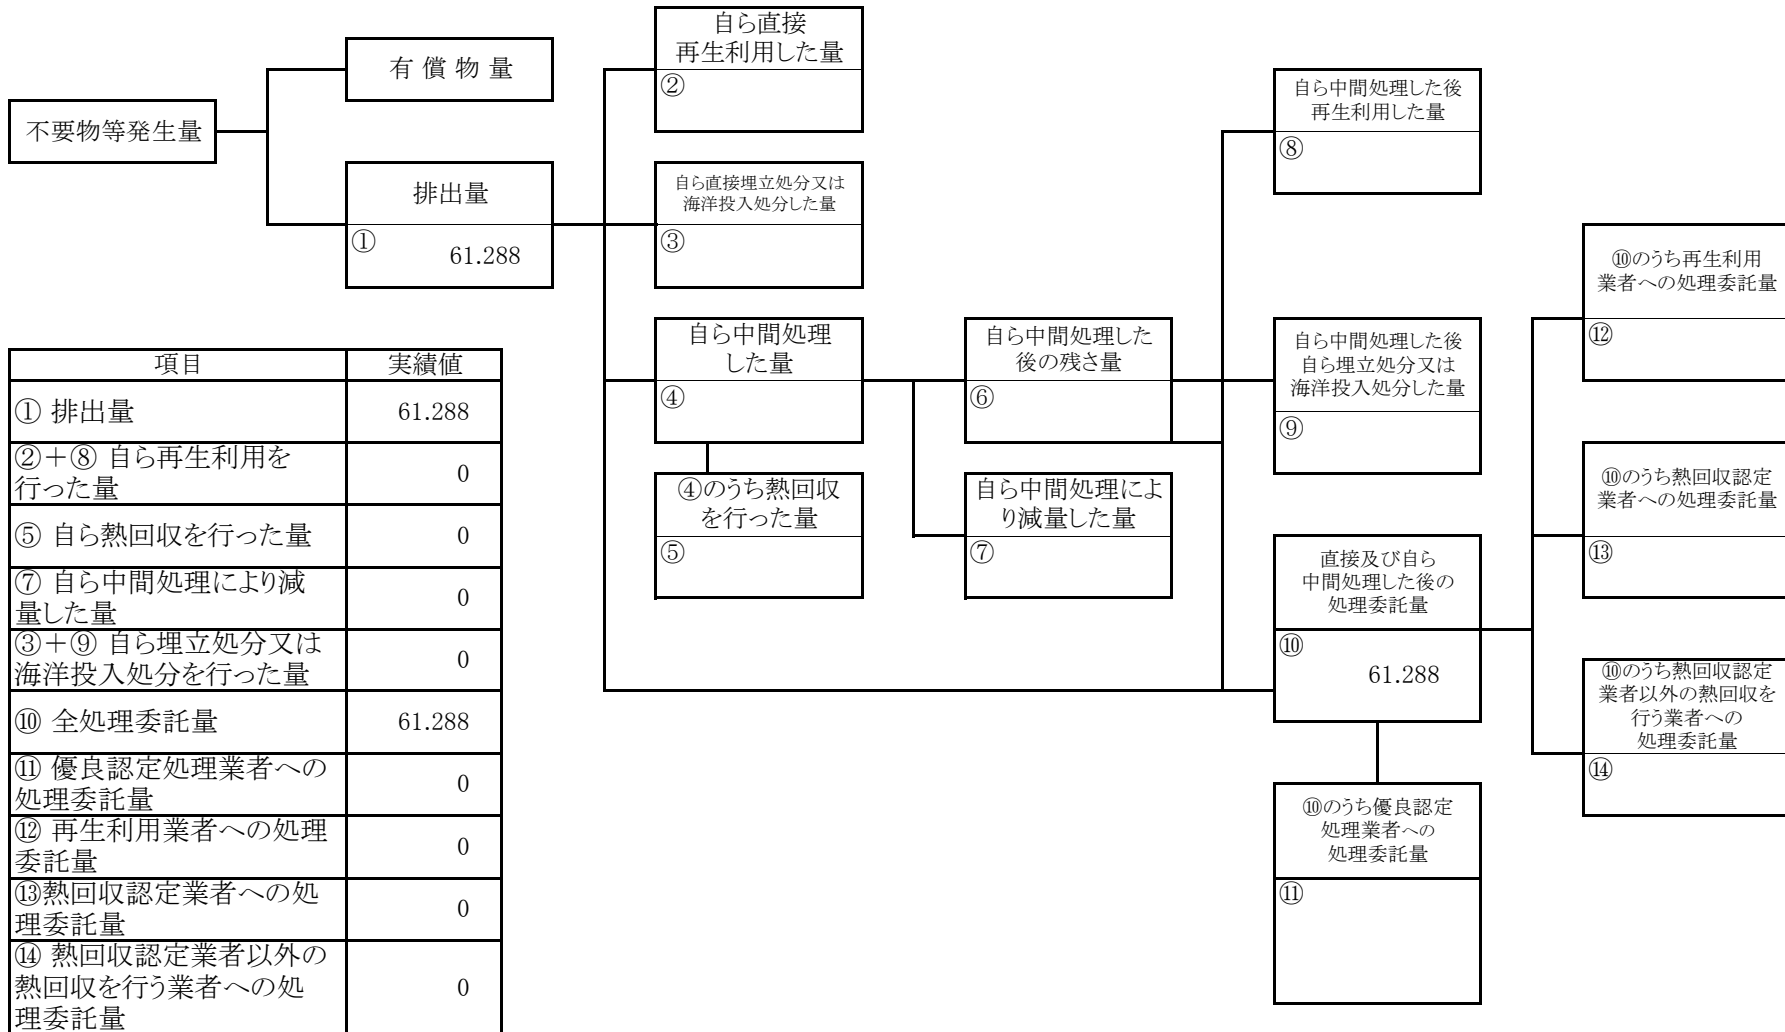 自ら直接
再生利用した量
②
有 償 物 量
不要物等発生量
排出量
①
61.288
自ら直接埋立処分又は
海洋投入処分した量
③
自ら中間処理した後
再生利用した量
⑧
自ら中間処理
した量
④
自ら中間処理した
後の残さ量
⑥
自ら中間処理した後
自ら埋立処分又は
海洋投入処分した量
⑨
④のうち熱回収
を行った量
⑤
自ら中間処理によ
り減量した量
⑦
直接及び自ら
中間処理した後の
処理委託量
⑩
61.288
⑩のうち優良認定
処理業者への
処理委託量
⑪
⑩のうち再生利用
業者への処理委託量
⑫
⑩のうち熱回収認定
業者への処理委託量
⑬
⑩のうち熱回収認定
業者以外の熱回収を
行う業者への
処理委託量
⑭
項目 実績値
① 排出量 61.288
②＋⑧ 自ら再生利用を
行った量 0
⑤ 自ら熱回収を行った量 0
⑦ 自ら中間処理により減
量した量 0
③＋⑨ 自ら埋立処分又は
海洋投入処分を行った量 0
⑩ 全処理委託量 61.288
⑪ 優良認定処理業者への
処理委託量 0
⑫ 再生利用業者への処理
委託量 0
⑬熱回収認定業者への処
理委託量 0
⑭ 熱回収認定業者以外の
熱回収を行う業者への処
理委託量 0